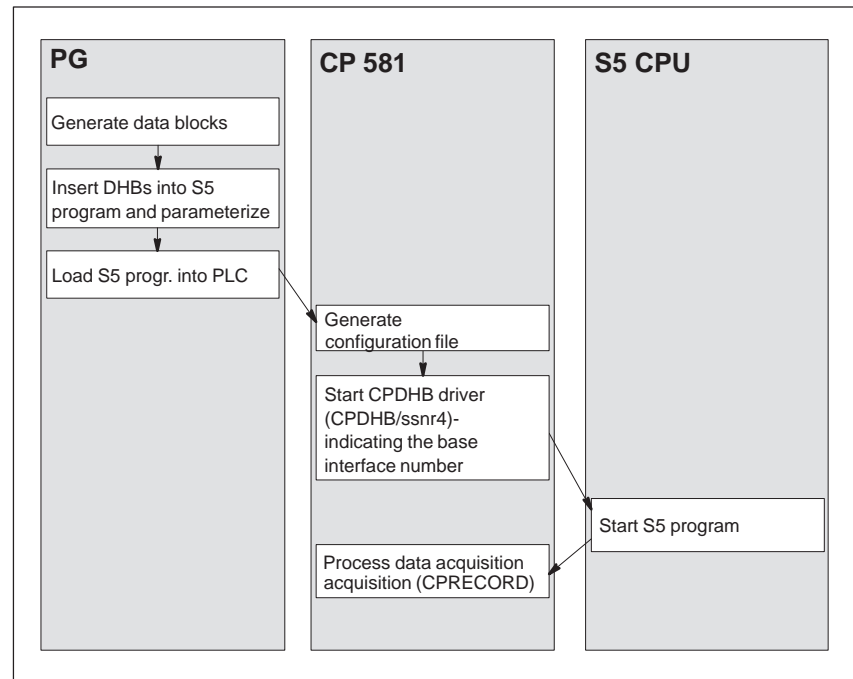 PG
CP 581
S5 CPU
Generate data blocks
Insert DHBs into S5
program and parameterize
Load S5 progr. into PLC
Generate
configuration file
Start CPDHB driver
(CPDHB/ssnr4)-
indicating the base
interface number
Start S5 program
Process data acquisition
acquisition (CPRECORD)